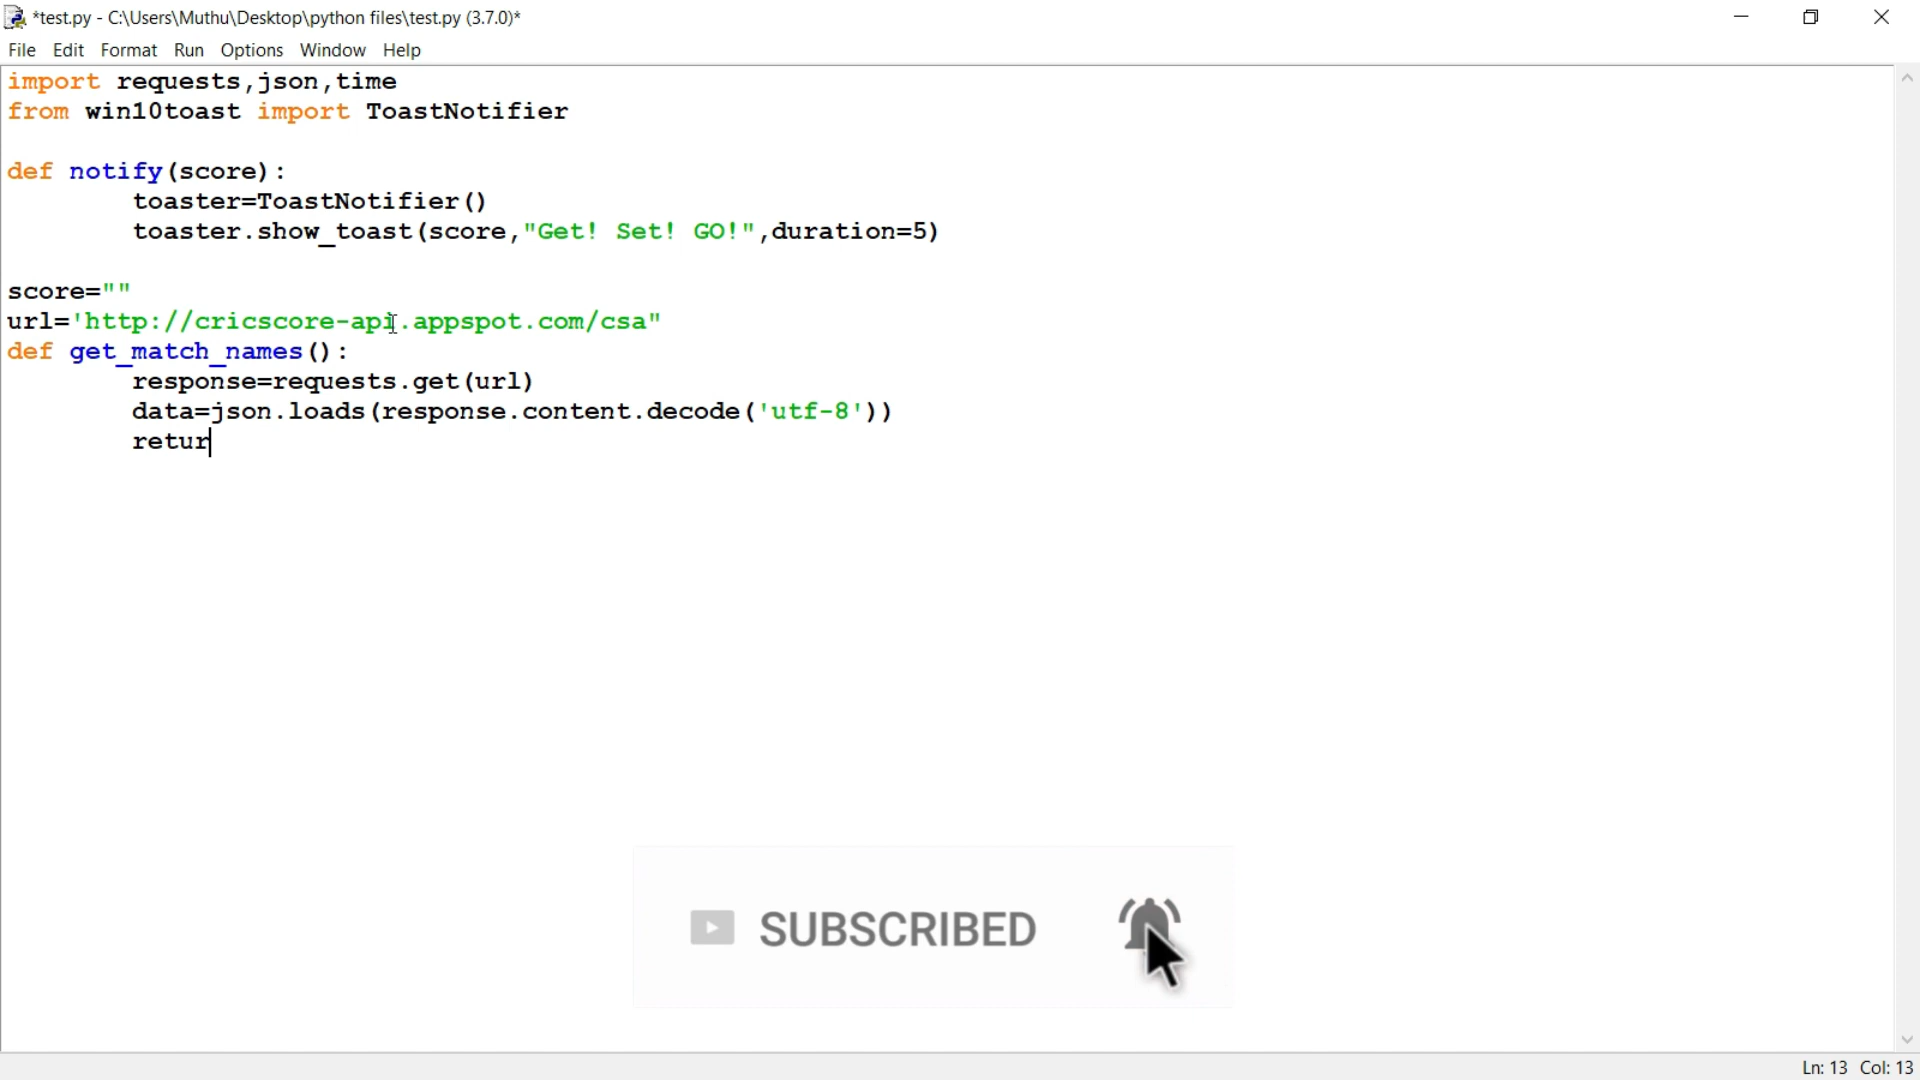 *test.py - C:\Users\Muthu\Desktop\python files\test.py (3.7.0)*
File Edit Format Run Options Window Help
import requests,json,time
from win10toast import ToastNotifier
def notify(score):
        toaster=ToastNotifier()
        toaster.show_toast(score,"Get! Set! GO!",duration=5)
score=""
url='http://cricscore-api.appspot.com/csa"
def get_match_names():
        response=requests.get(url)
        data=json.loads(response.content.decode('utf-8'))
        retur
SUBSCRIBED
Ln: 13 Col: 13